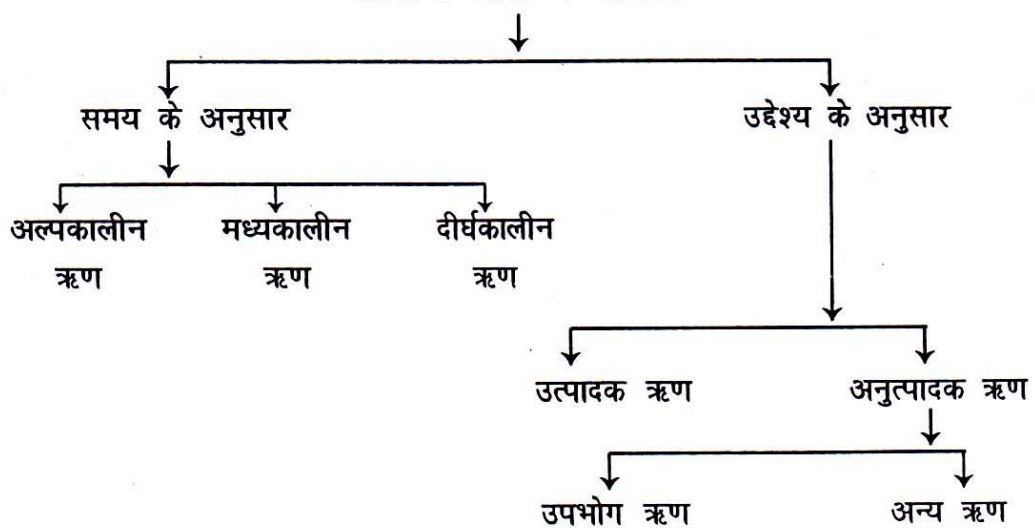 समय के अनुसार
उद्देश्य के अनुसार
अल्पकालीन
ऋण
मध्यकालीन
ऋण
दीर्घकालीन
ऋण
उत्पादक ऋण
अनुत्पादक ऋण
उपभोग ऋण
अन्य ऋण